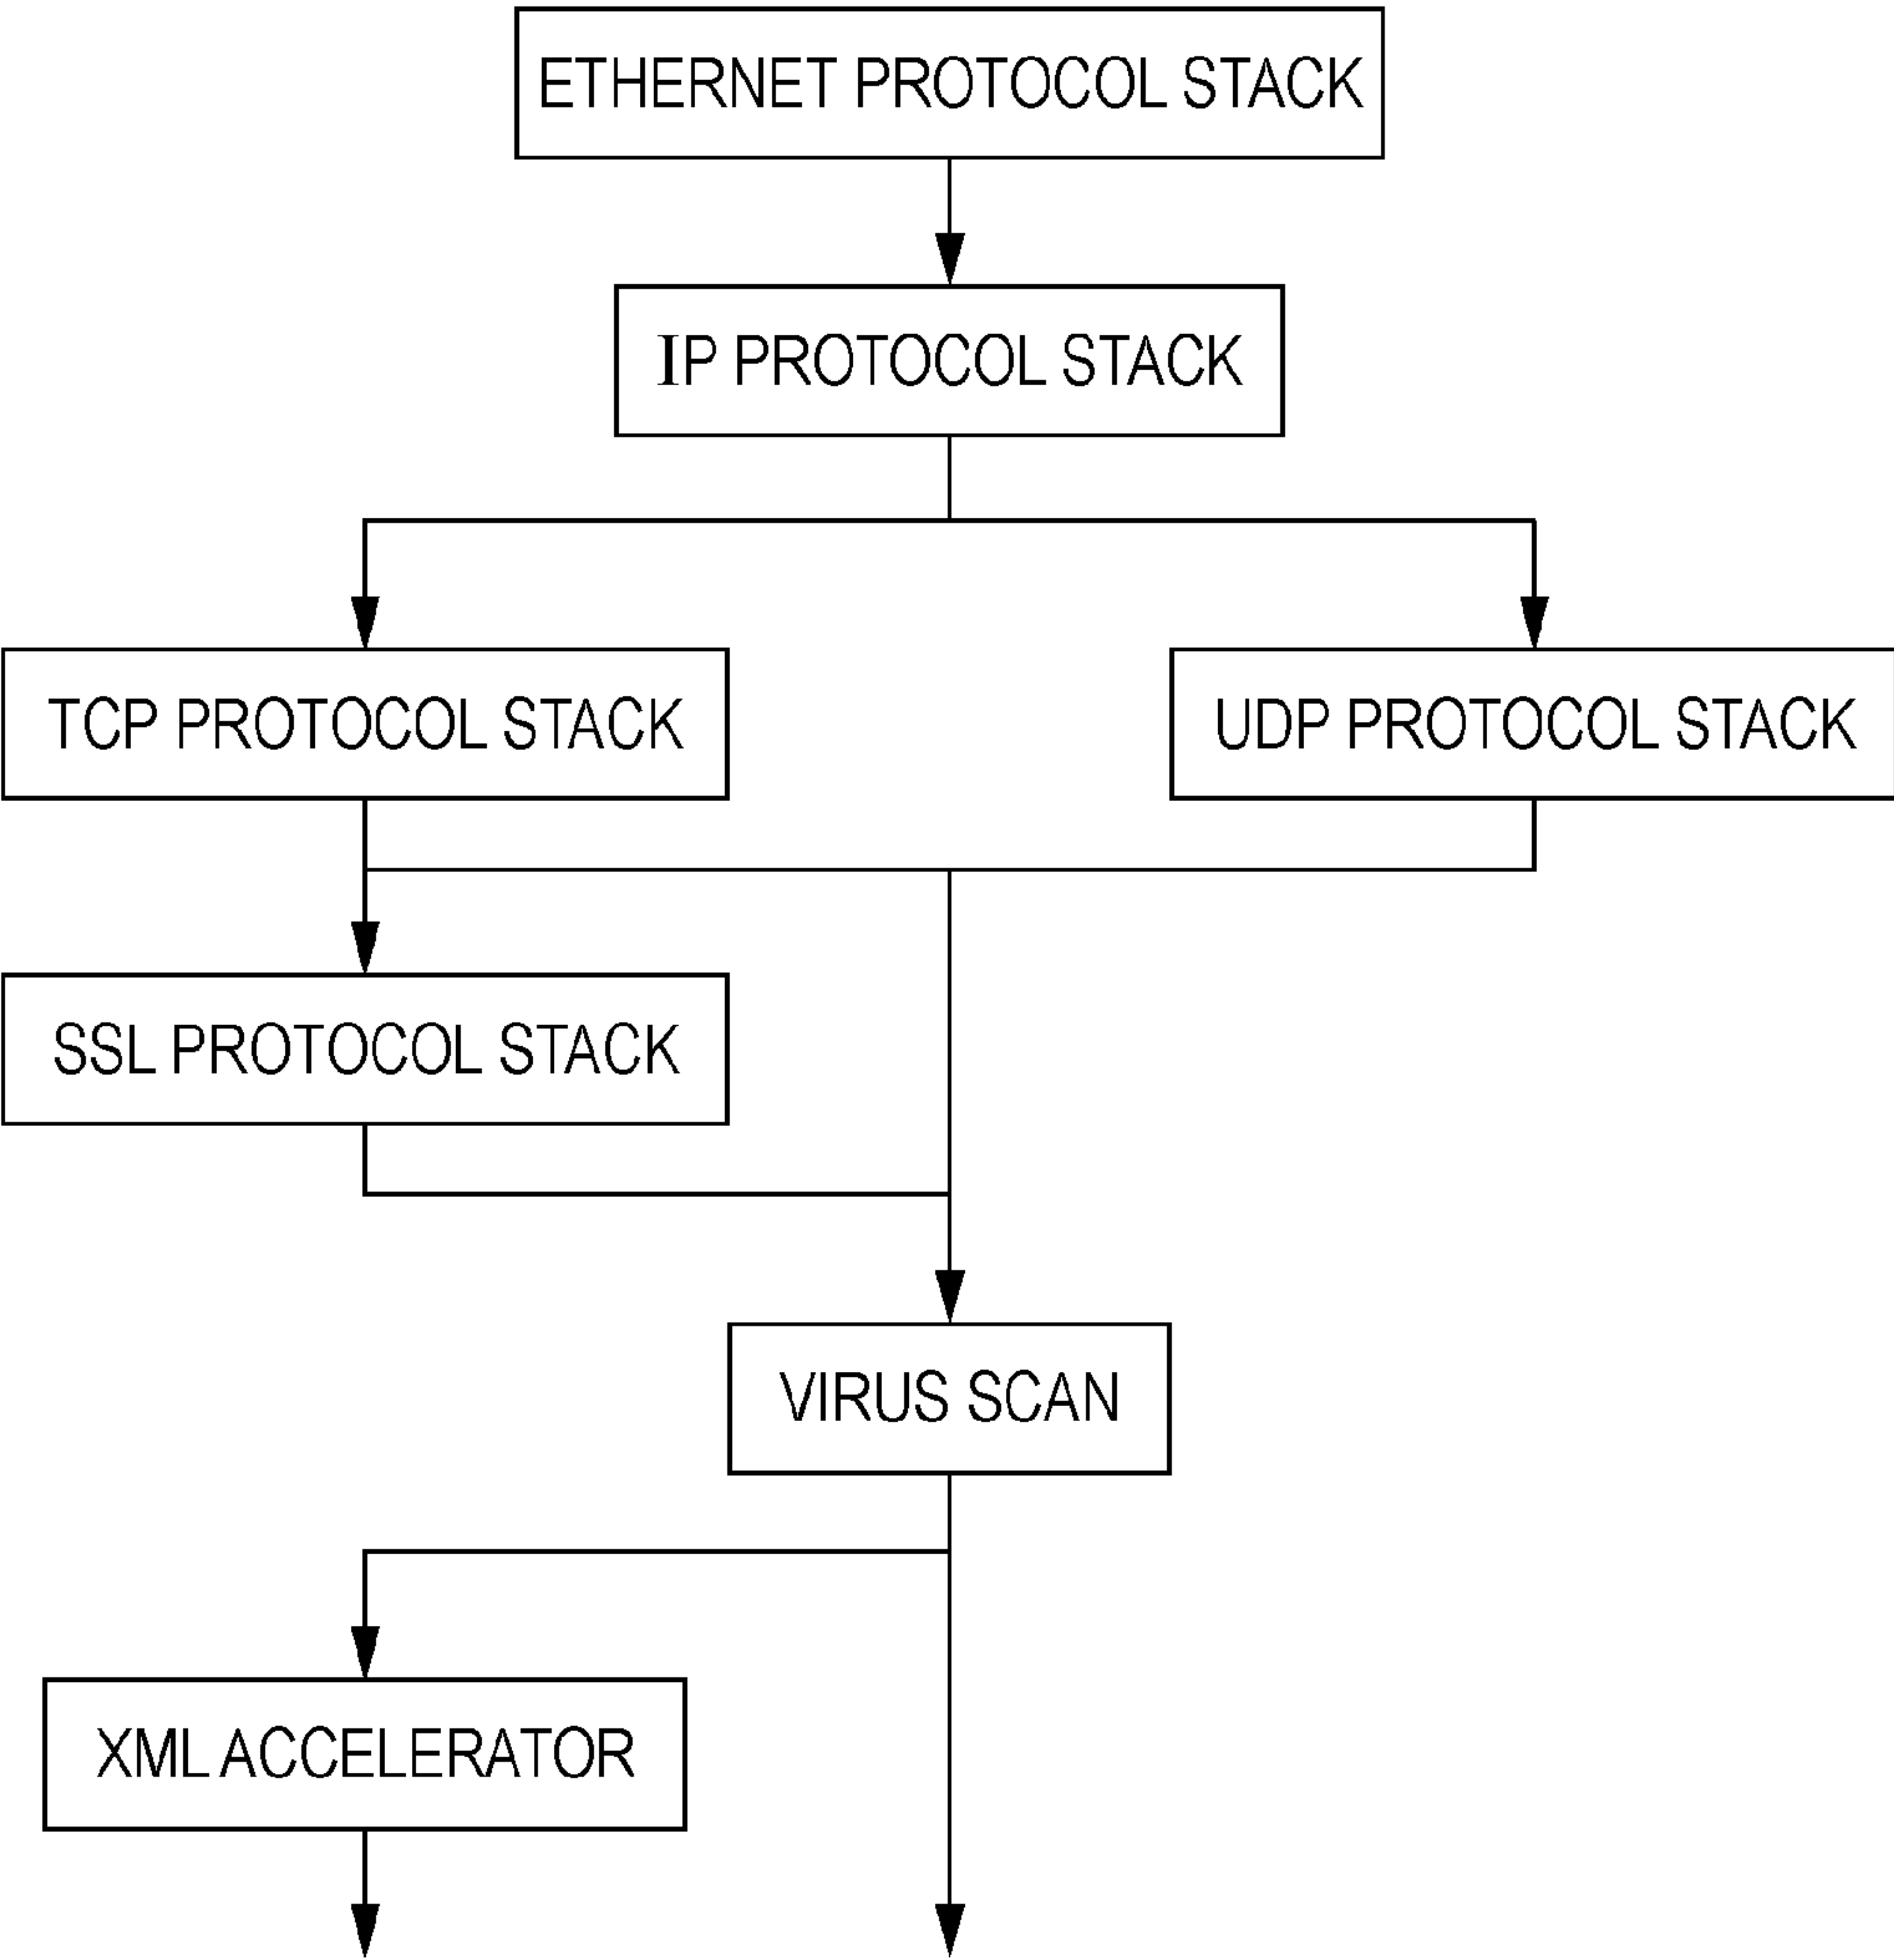 ETHERNET PROTOCOL STACK
IP PROTOCOL STACK
TCP PROTOCOL STACK
UDP PROTOCOL STACK
SSL PROTOCOL STACK
VIRUS SCAN
XML ACCELERATOR